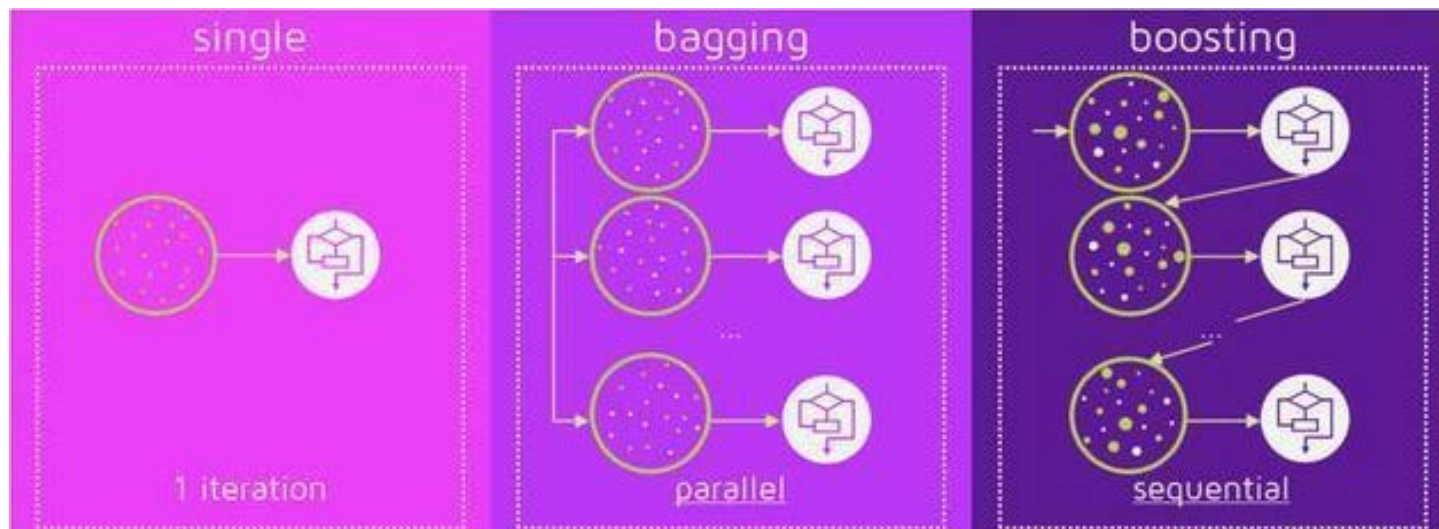 single
1 iteration
bagging
...
parallel
boosting
...
sequential